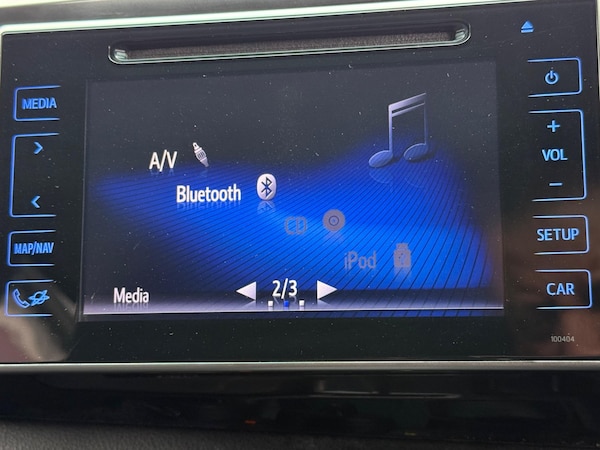 MEDIA
MAP/NAV
A/V
Bluetooth
CD
iPod
Media
2/3
+
VOL
−
SETUP
CAR
100404